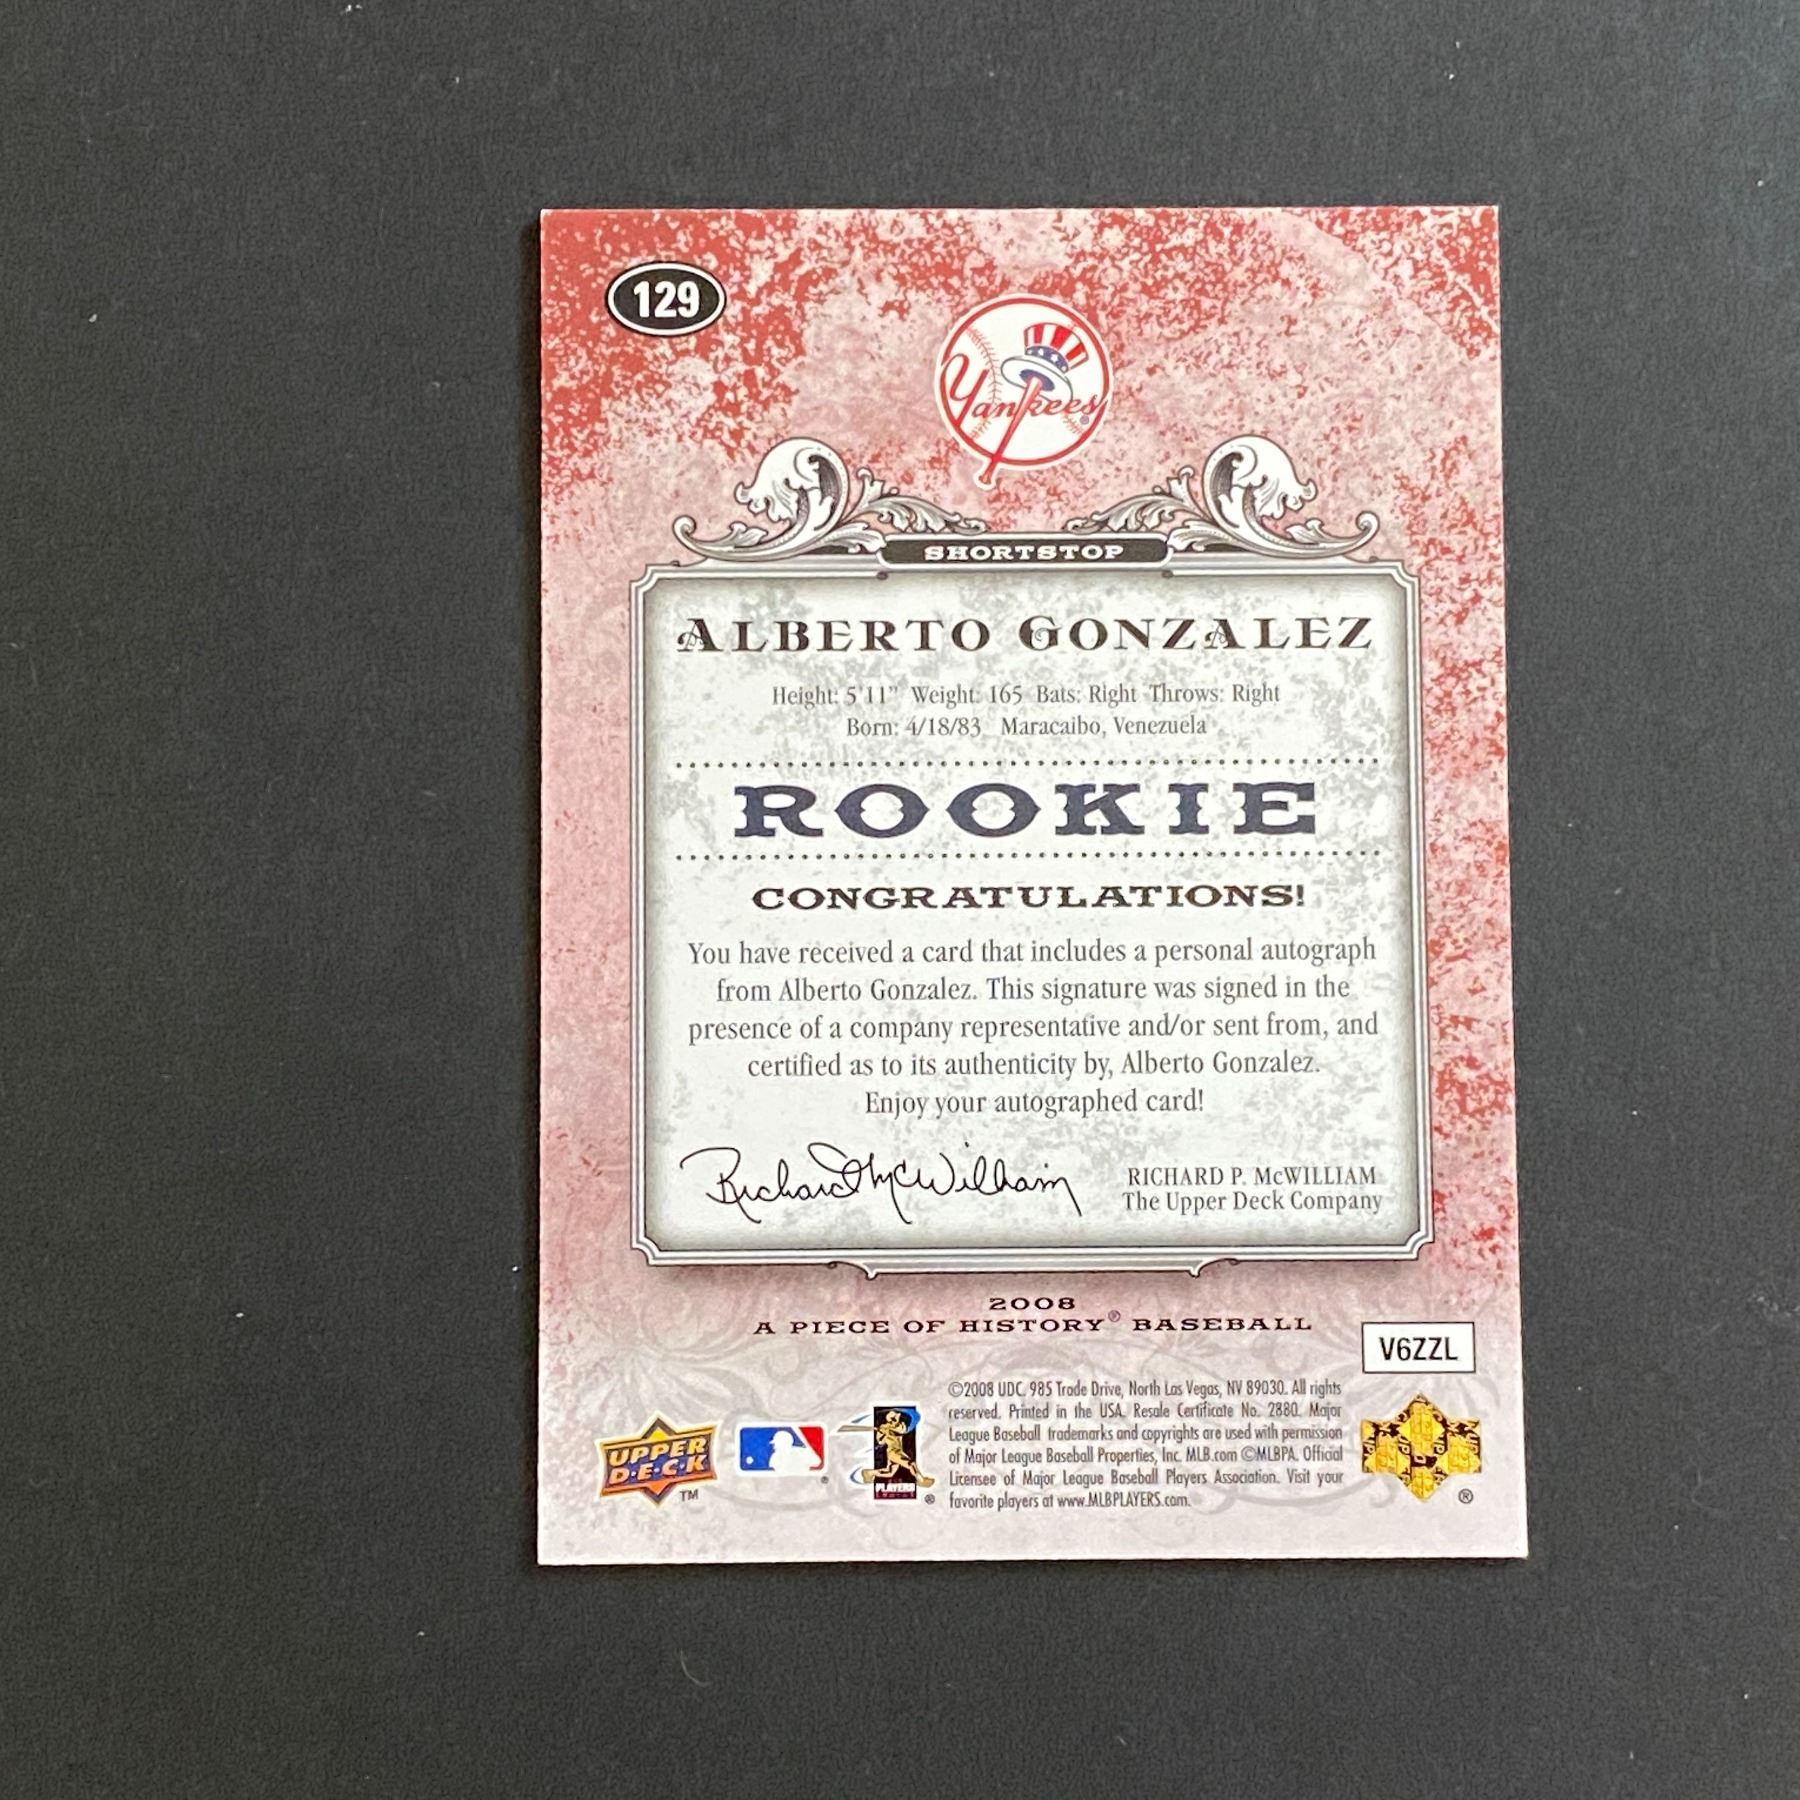 129
Yankees
SHORTSTOP
ALBERTO GONZALEZ
Height: 5'11" Weight: 165 Bats: Right Throws: Right
Born: 4/18/83 Maracaibo, Venezuela
ROOKIE
CONGRATULATIONS!
You have received a card that includes a personal autograph
from Alberto Gonzalez. This signature was signed in the
presence of a company representative and/or sent from, and
certified as to its authenticity by, Alberto Gonzalez.
Enjoy your autographed card!
Richard McWilliam
RICHARD P. McWILLIAM
The Upper Deck Company
2008
A PIECE OF HISTORY® BASEBALL
V6ZZL
©2008 UDC. 985 Trade Drive, North Las Vegas, NV 89030. All rights
reserved. Printed in the USA. Resale Certificate No. 2880. Major
League Baseball trademarks and copyrights are used with permission
of Major League Baseball Properties, Inc. MLB.com ©MLBPA. Official
Licensee of Major League Baseball Players Association. Visit your
favorite players at www.MLBPLAYERS.com.
UPPER
D·E·C·K
TM
®
PLAYERS
®
®